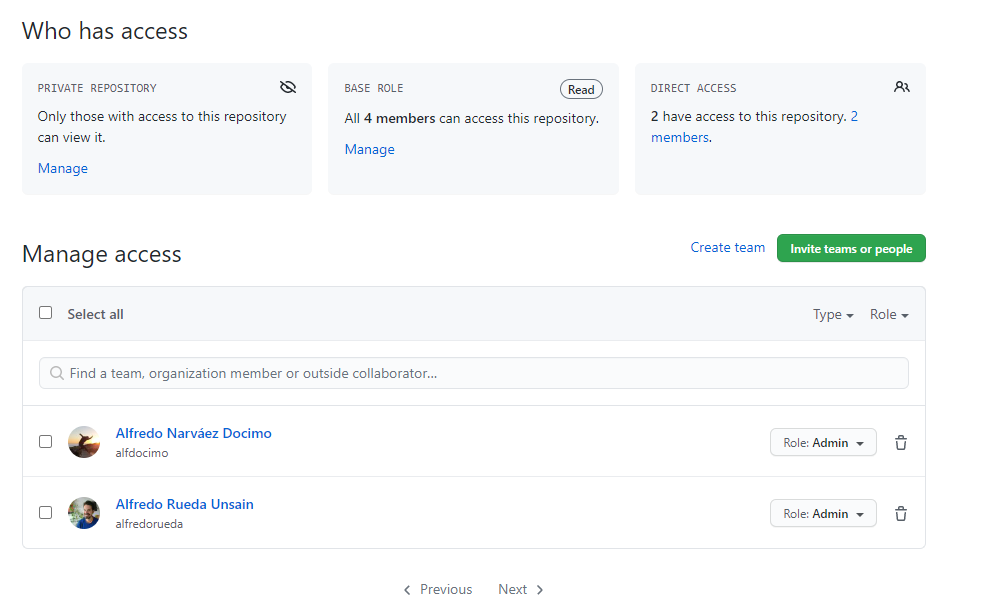 Who has access
PRIVATE REPOSITORY
Only those with access to this repository
can view it.
Manage
BASE ROLE
Read
All 4 members can access this repository.
Manage
DIRECT ACCESS
2 have access to this repository. 2
members.
Manage access
Create team
Invite teams or people
Select all
Type
Role
Find a team, organization member or outside collaborator...
Alfredo Narváez Docimo
alfdocimo
Role: Admin
Alfredo Rueda Unsain
alfredorueda
Role: Admin
Previous
Next